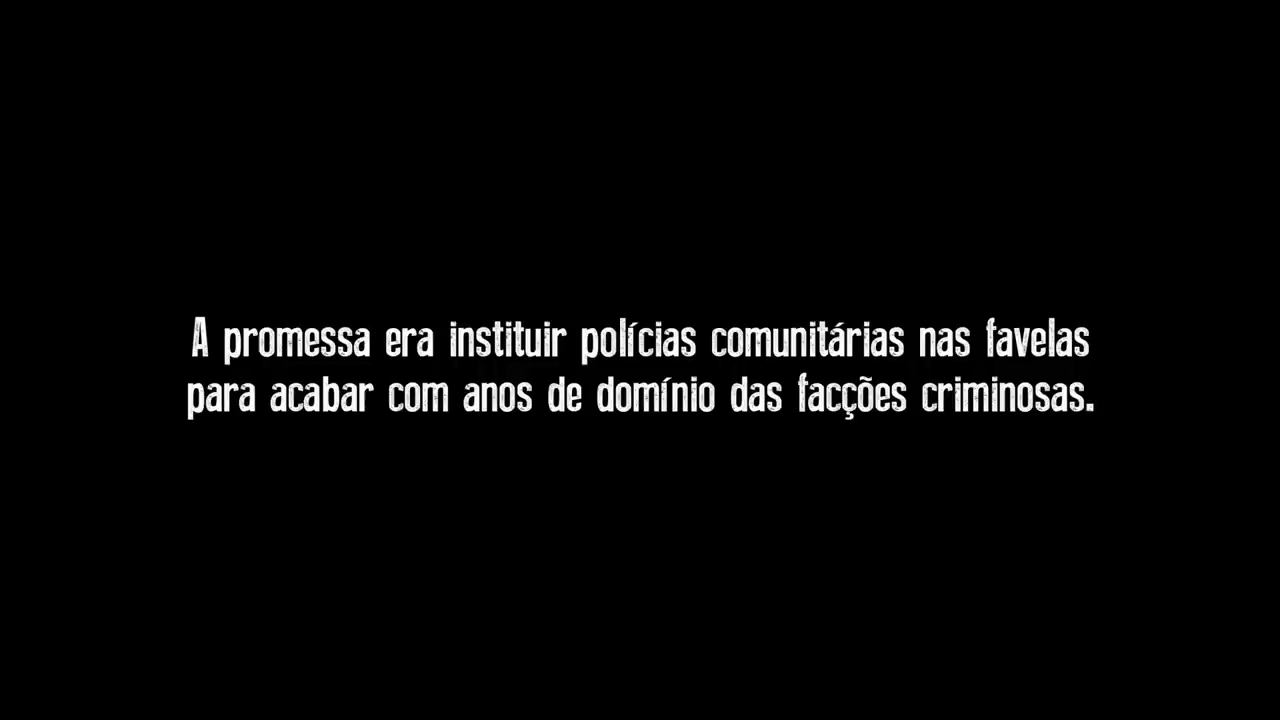 A promessa era instituir polícias comunitárias nas favelas
para acabar com anos de domínio das facções criminosas.